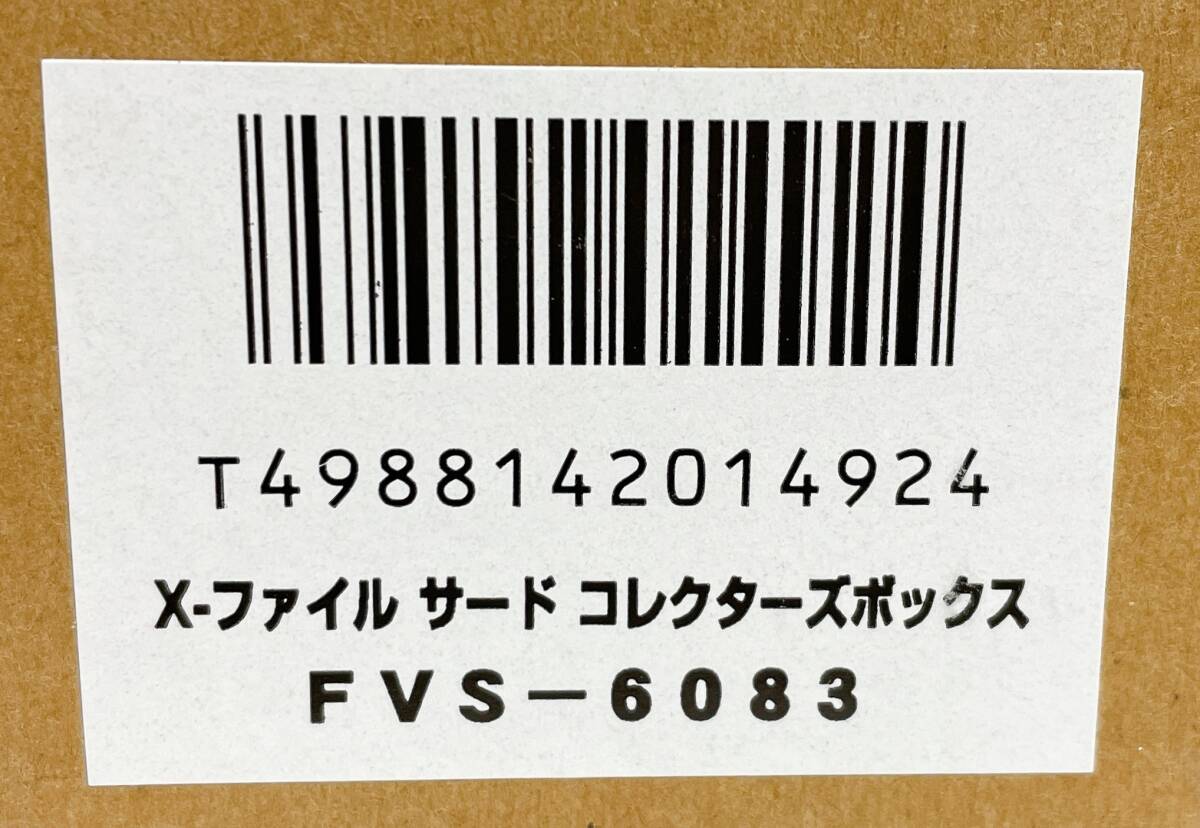 T4988142014924
X-ファイル サード コレクターズボックス
FVS-6083